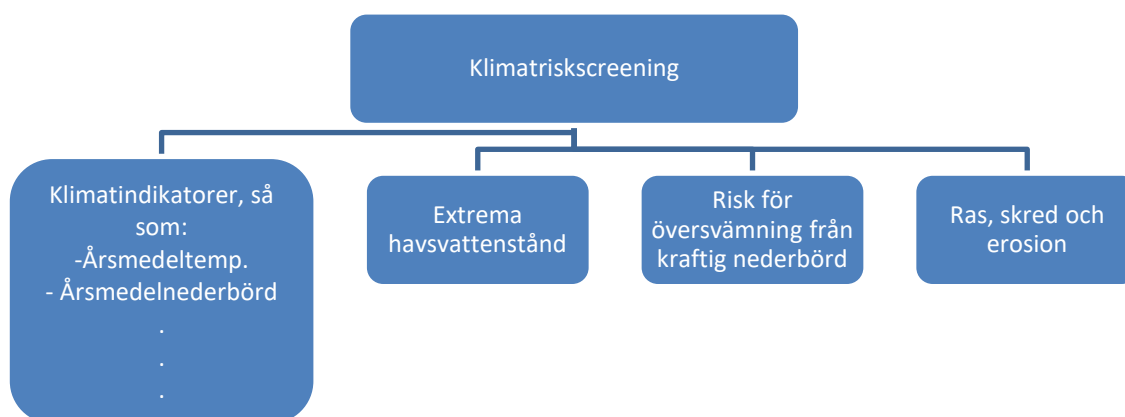 Klimatriskscreening
Klimatindikatorer, så
som:
-Årsmedeltemp.
- Årsmedelnederbörd
.
.
.
Extrema
havsvattenstånd
Risk för
översvämning från
kraftig nederbörd
Ras, skred och
erosion